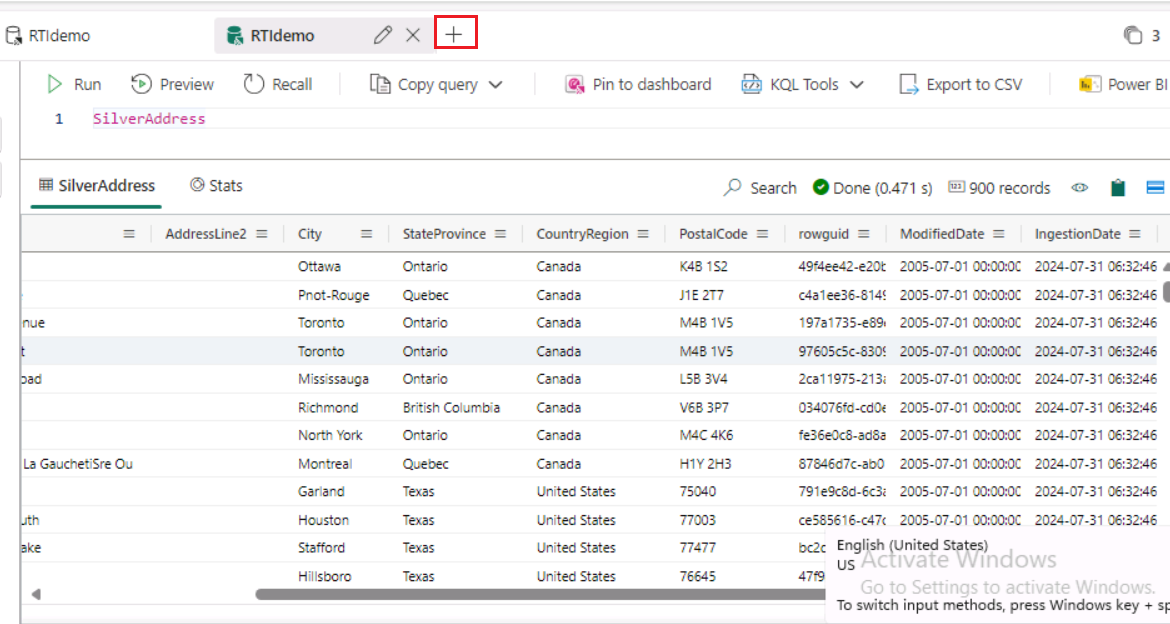 RTIdemo RTIdemo 3
Run Preview Recall Copy query Pin to dashboard KQL Tools Export to CSV Power BI
1 SilverAddress
SilverAddress Stats Search Done (0.471 s) 900 records
AddressLine2 City StateProvince CountryRegion PostalCode rowguid ModifiedDate IngestionDate
Ottawa Ontario Canada K4B 1S2 49f4ee42-e20b 2005-07-01 00:00:00 2024-07-31 06:32:46
Pnot-Rouge Quebec Canada J1E 2T7 c4a1ee36-8149 2005-07-01 00:00:00 2024-07-31 06:32:46
nue Toronto Ontario Canada M4B 1V5 197a1735-e89 2005-07-01 00:00:00 2024-07-31 06:32:46
t Toronto Ontario Canada M4B 1V5 97605c5c-8309 2005-07-01 00:00:00 2024-07-31 06:32:46
oad Mississauga Ontario Canada L5B 3V4 2ca11975-213a 2005-07-01 00:00:00 2024-07-31 06:32:46
Richmond British Columbia Canada V6B 3P7 034076fd-cd0e 2005-07-01 00:00:00 2024-07-31 06:32:46
North York Ontario Canada M4C 4K6 fe36e0c8-ad8a 2005-07-01 00:00:00 2024-07-31 06:32:46
La GauchetiSre Ou Montreal Quebec Canada H1Y 2H3 87846d7c-ab0 2005-07-01 00:00:00 2024-07-31 06:32:46
Garland Texas United States 75040 791e9c8d-6c3a 2005-07-01 00:00:00 2024-07-31 06:32:46
uth Houston Texas United States 77003 ce585616-c47c 2005-07-01 00:00:00 2024-07-31 06:32:46
ake Stafford Texas United States 77477 bc2c
Hillsboro Texas United States 76645 47f9
English (United States)
US
Activate Windows
Go to Settings to activate Windows.
To switch input methods, press Windows key + sp